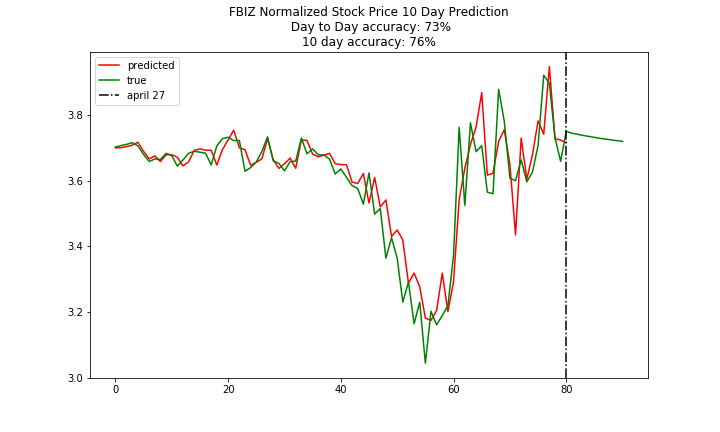 FBIZ Normalized Stock Price 10 Day Prediction
Day to Day accuracy: 73%
10 day accuracy: 76%
predicted
true
april 27
3.8
3.6
3.4
3.2
3.0
0 20 40 60 80